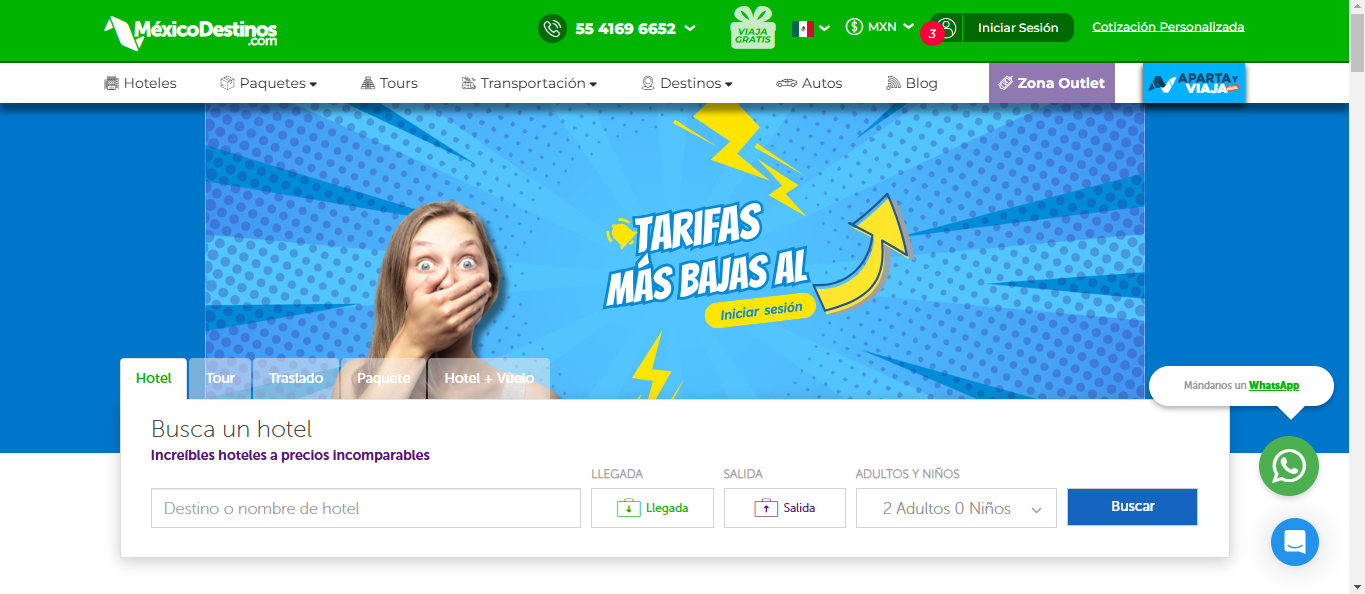 MéxicoDestinos
.com
55 4169 6652
VIAJA
GRATIS
MXN
3
Iniciar Sesión
Cotización Personalizada
Hoteles
Paquetes
Tours
Transportación
Destinos
Autos
Blog
Zona Outlet
APARTA Y
VIAJA
TARIFAS
MÁS BAJAS AL
Iniciar sesión
Hotel
Tour
Traslado
Paquete
Hotel + Vuelo
Mándanos un WhatsApp
Busca un hotel
Increíbles hoteles a precios incomparables
LLEGADA
SALIDA
ADULTOS Y NIÑOS
Destino o nombre de hotel
Llegada
Salida
2 Adultos 0 Niños
Buscar